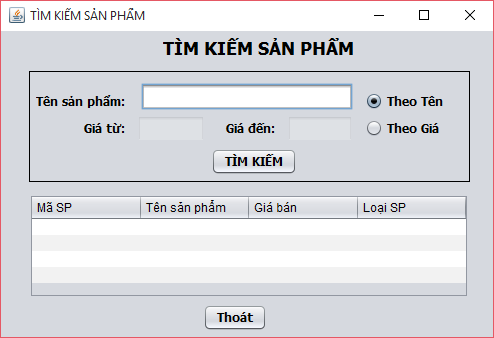 TÌM KIẾM SẢN PHẨM
TÌM KIẾM SẢN PHẨM
Tên sản phẩm: Theo Tên
Giá từ: Giá đến: Theo Giá
TÌM KIẾM
Mã SP Tên sản phẩm Giá bán Loại SP
Thoát